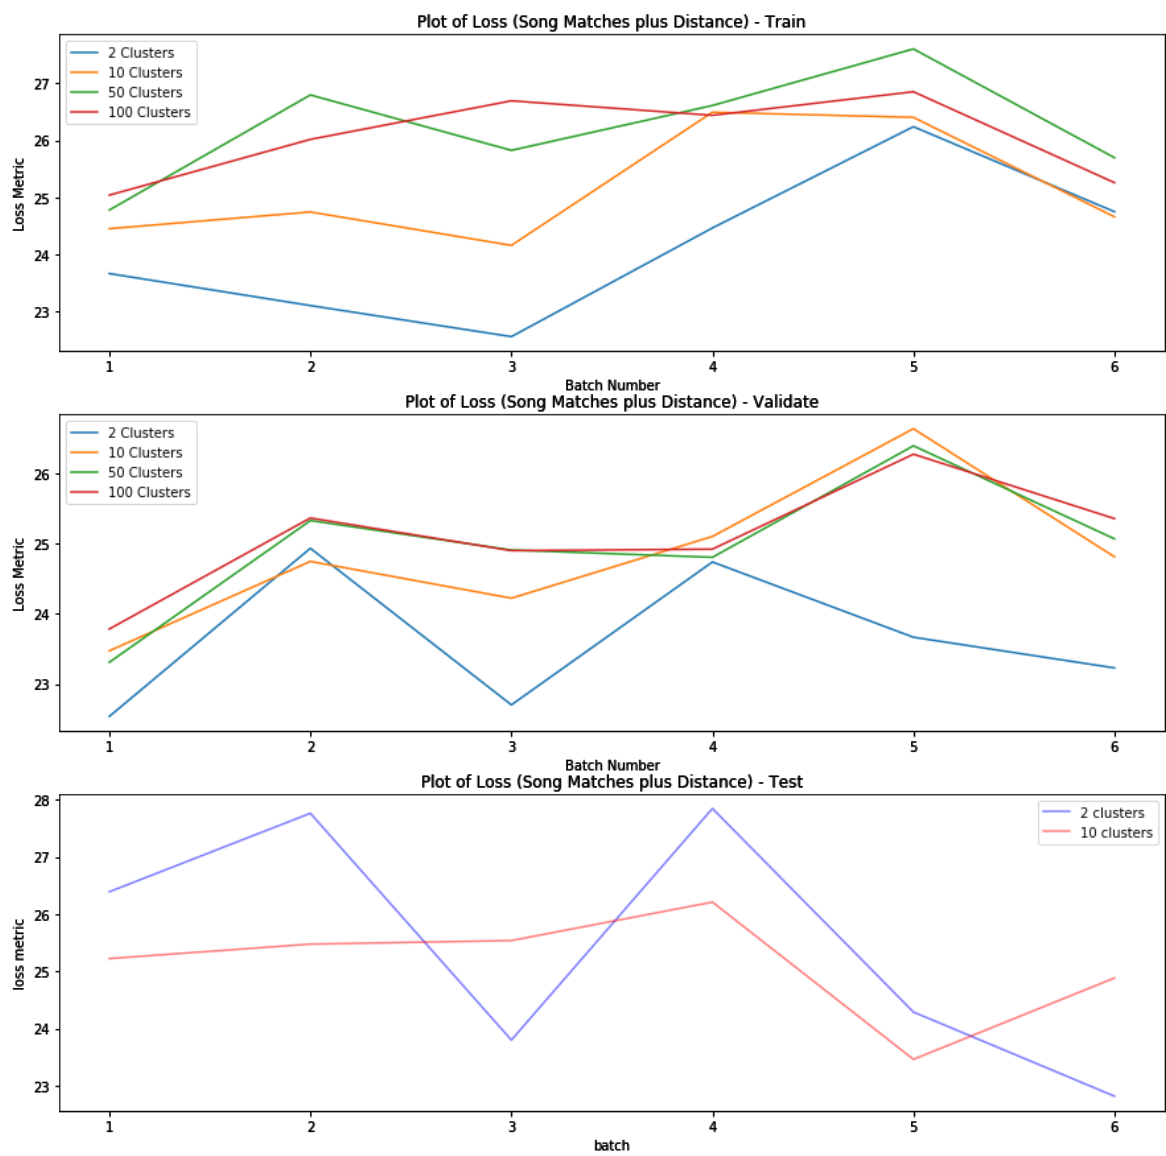 Plot of Loss (Song Matches plus Distance) - Train
2 Clusters
10 Clusters
50 Clusters
100 Clusters
Loss Metric
27
26
25
24
23
1 2 3 4 5 6
Batch Number
Plot of Loss (Song Matches plus Distance) - Validate
2 Clusters
10 Clusters
50 Clusters
100 Clusters
Loss Metric
26
25
24
23
1 2 3 4 5 6
Batch Number
Plot of Loss (Song Matches plus Distance) - Test
2 clusters
10 clusters
loss metric
28
27
26
25
24
23
1 2 3 4 5 6
batch